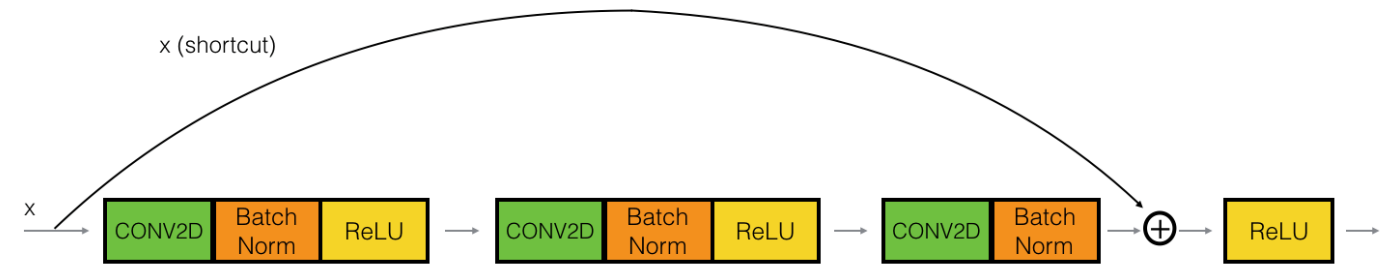 x (shortcut)
x
CONV2D
Batch
Norm
ReLU
CONV2D
Batch
Norm
ReLU
CONV2D
Batch
Norm
ReLU